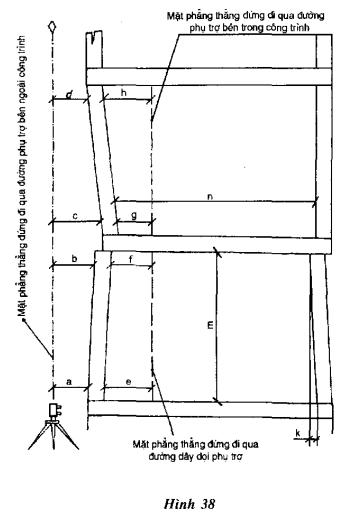 Mặt phẳng thẳng đứng đi qua đường
phụ trợ bên trong công trình
Mặt phẳng thẳng đứng đi qua đường phụ trợ bên ngoài công trình
d
h
n
c
g
b
f
E
a
e
k
Mặt phẳng thẳng đứng đi qua
đường dây dọi phụ trơ
Hình 38